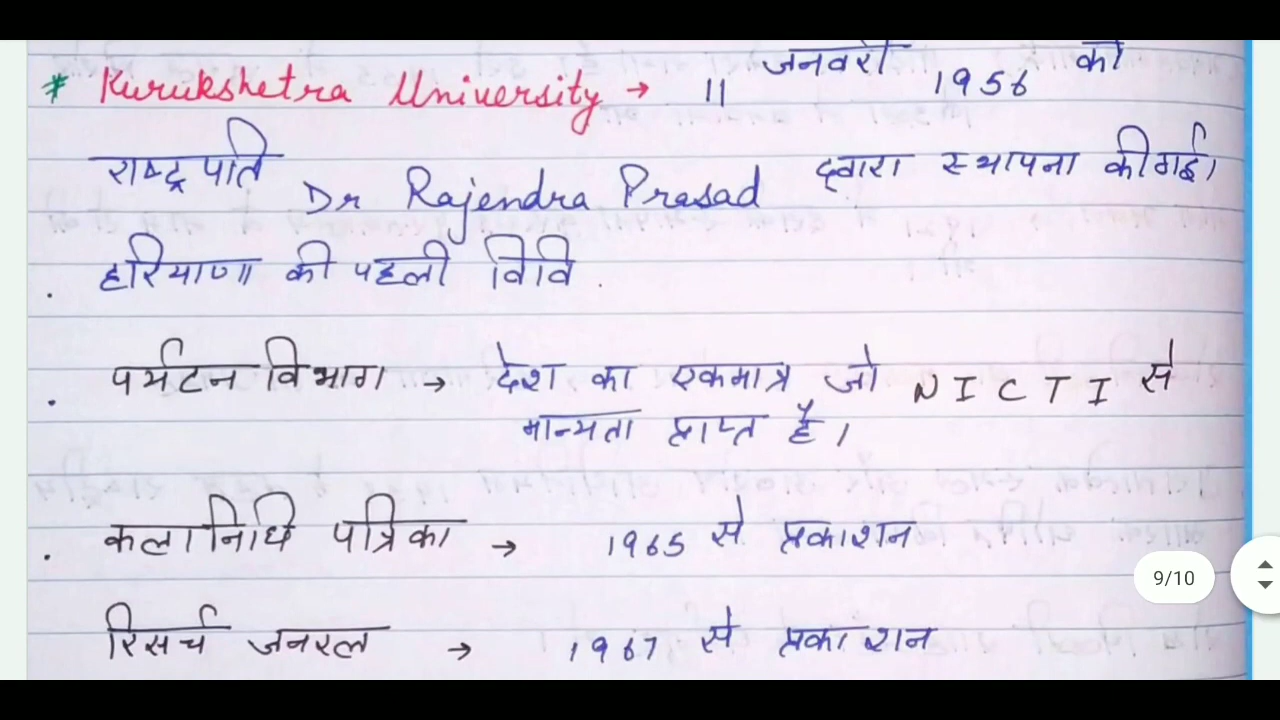 * Kurukshetra University → 11 जनवरी 1956 को
राष्ट्रपति Dr Rajendra Prasad द्वारा स्थापना की गई।
. हरियाणा की पहली विवि.
. पर्यटन विभाग → देश का एकमात्र जो NICTI से
मान्यता प्राप्त है।
. कलानिधि पत्रिका → 1965 से प्रकाशन
9/10
रिसर्च जनरल → 1967 से प्रकाशन